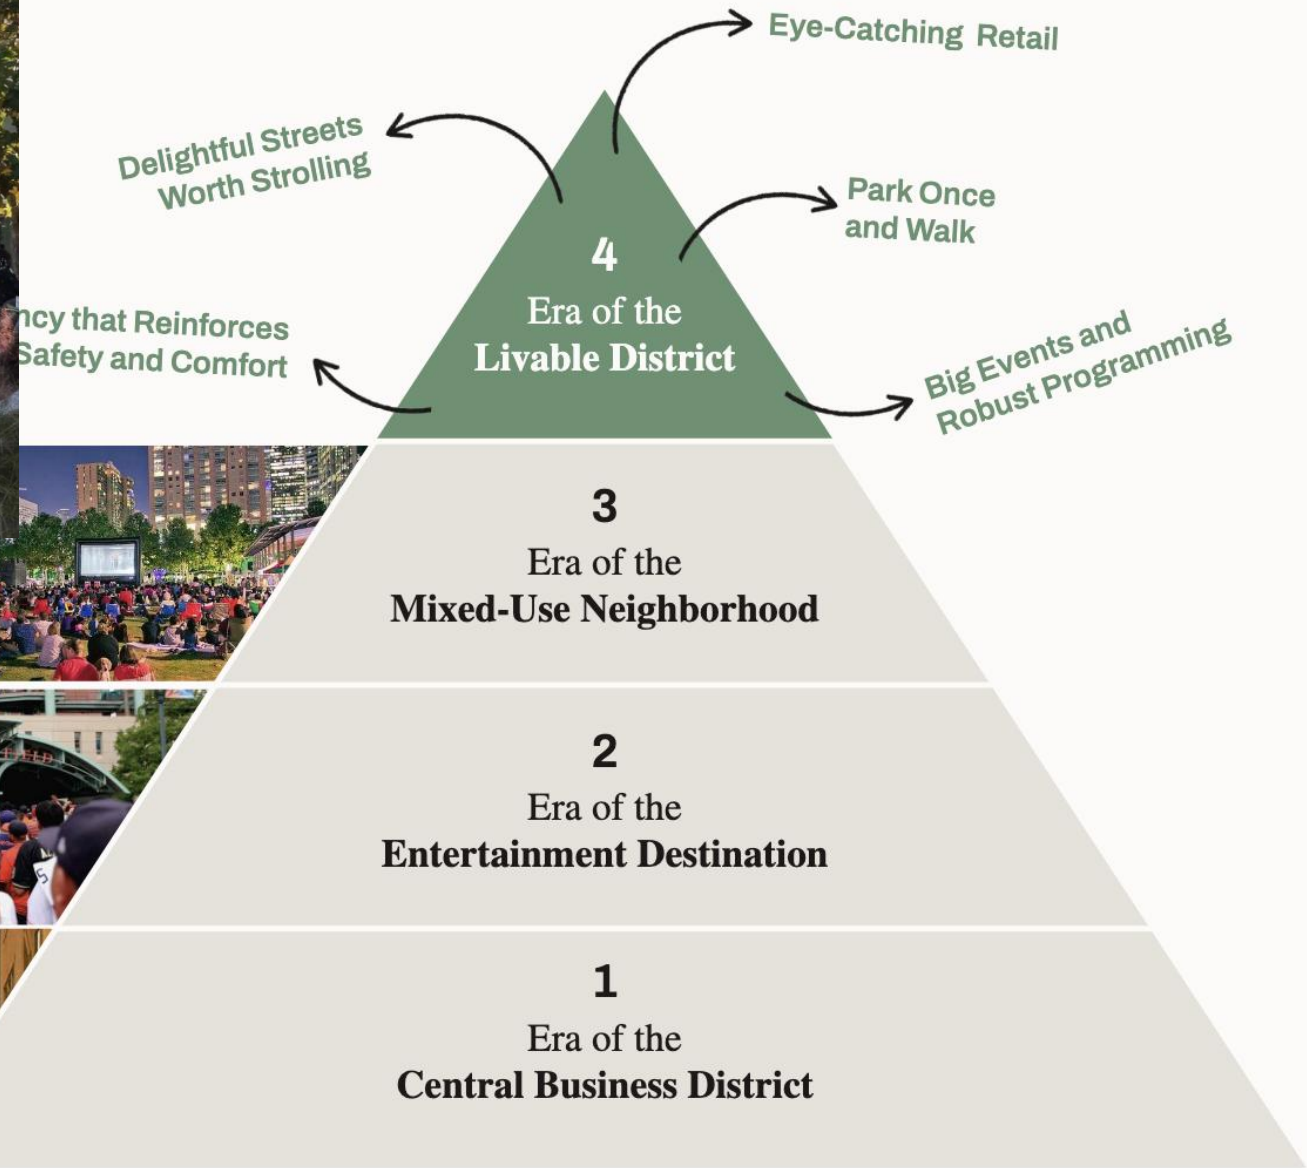 Eye-Catching Retail
Delightful Streets
Worth Strolling
Park Once
and Walk
4
Era of the
Livable District
ncy that Reinforces
Safety and Comfort
Big Events and
Robust Programming
3
Era of the
Mixed-Use Neighborhood
2
Era of the
Entertainment Destination
1
Era of the
Central Business District